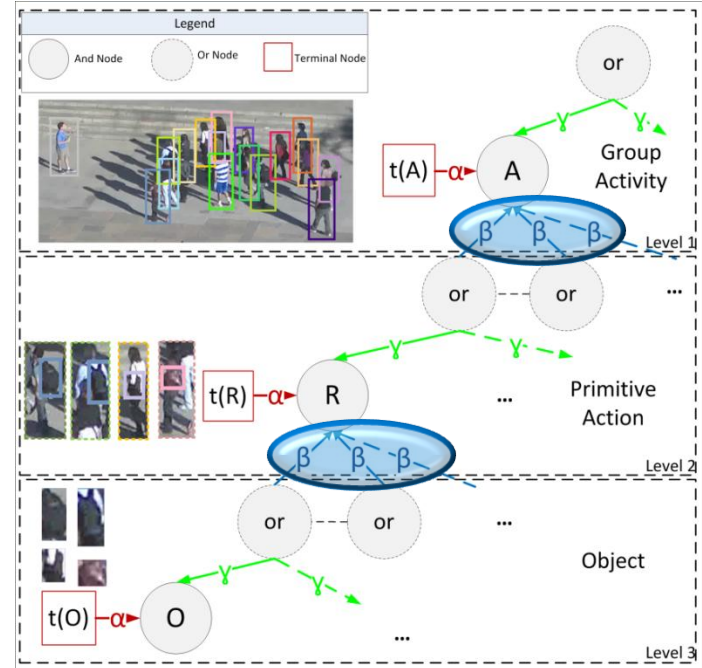 Legend
And Node
Or Node
Terminal Node
or
γ
γ
t(A)
α
A
Group
Activity
β
β
β
Level 1
or
or
...
γ
γ
t(R)
α
R
...
Primitive
Action
β
β
β
Level 2
or
or
...
Object
γ
γ
t(O)
α
O
...
Level 3